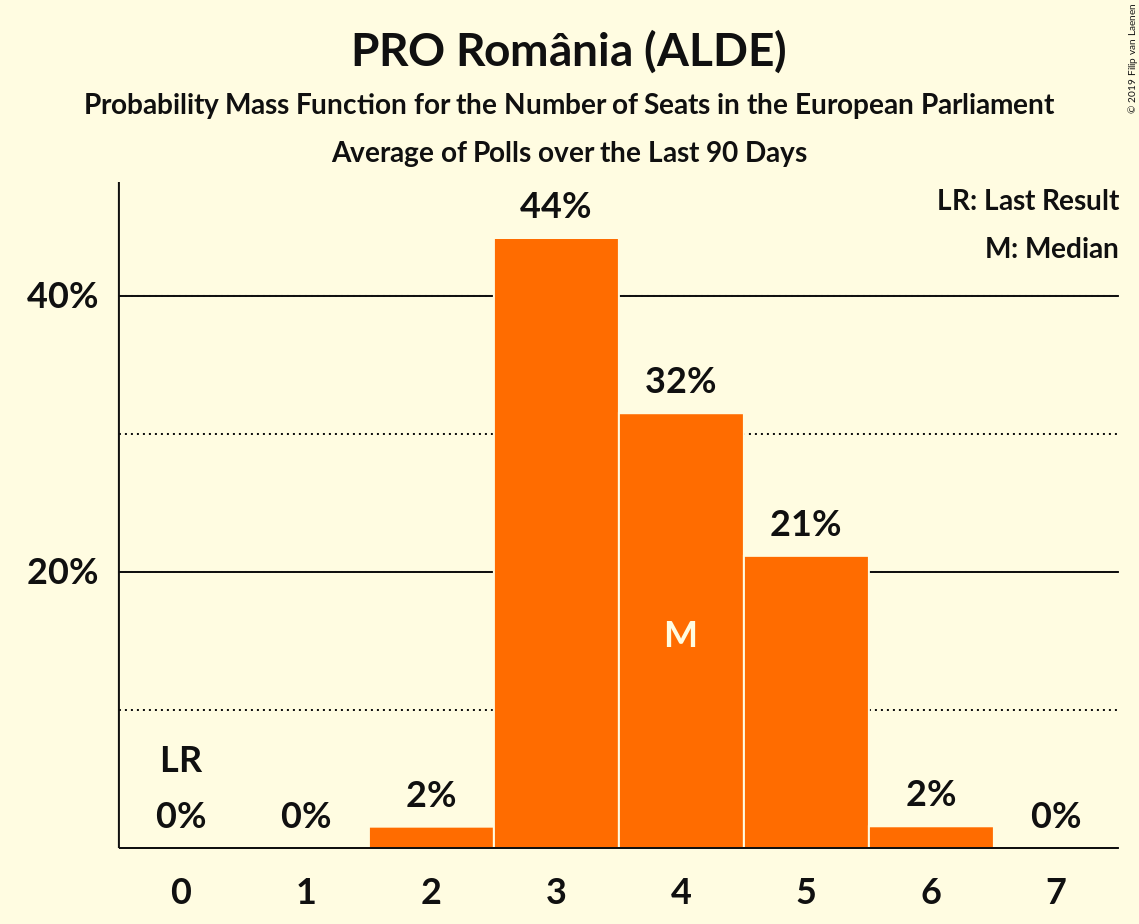 PRO România (ALDE)
Probability Mass Function for the Number of Seats in the European Parliament
Average of Polls over the Last 90 Days
© 2019 Filip van Laenen
LR: Last Result
M: Median
44%
40%
32%
21%
20%
M
LR
0%
0%
2%
2%
0%
0 1 2 3 4 5 6 7